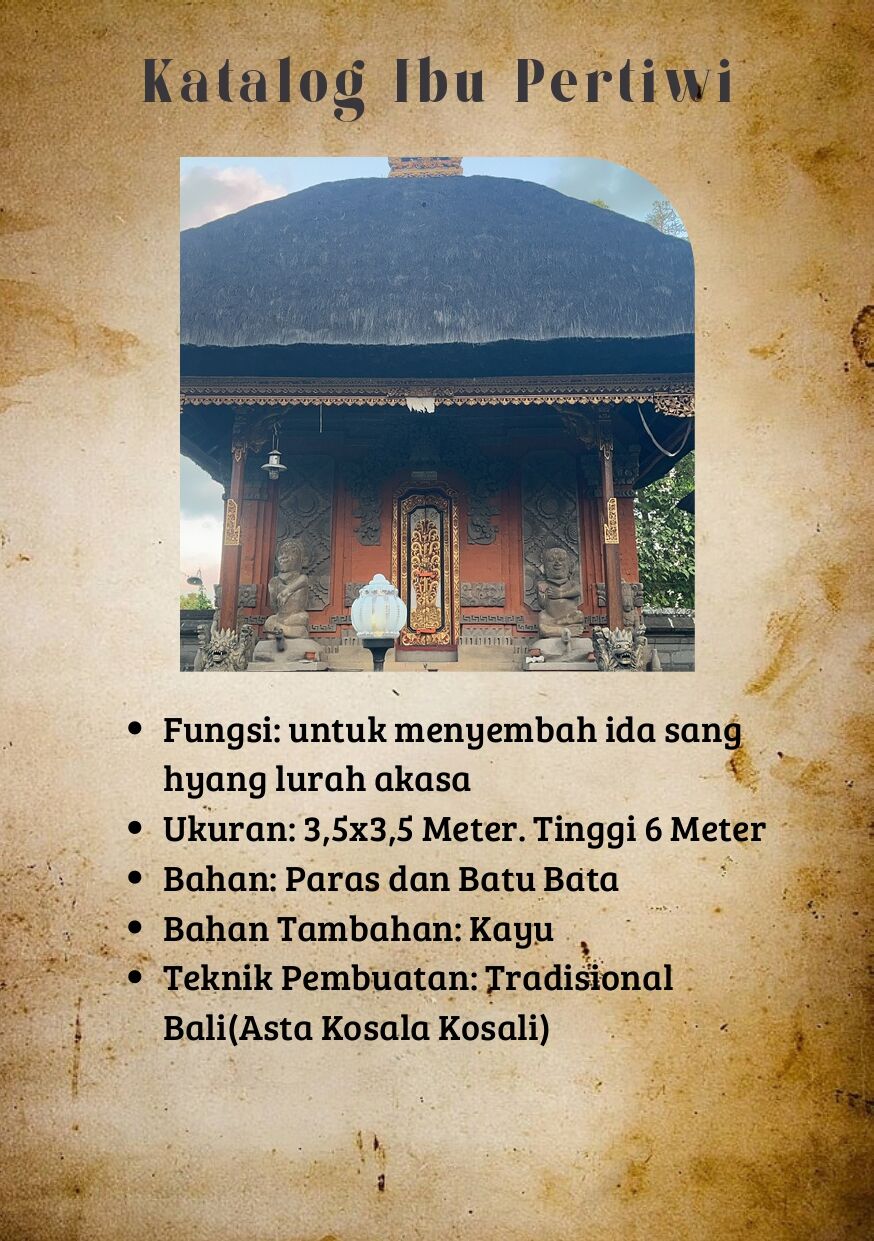 Katalog Ibu Pertiwi
• Fungsi: untuk menyembah ida sang
hyang lurah akasa
• Ukuran: 3,5x3,5 Meter. Tinggi 6 Meter
• Bahan: Paras dan Batu Bata
• Bahan Tambahan: Kayu
• Teknik Pembuatan: Tradisional
Bali(Asta Kosala Kosali)